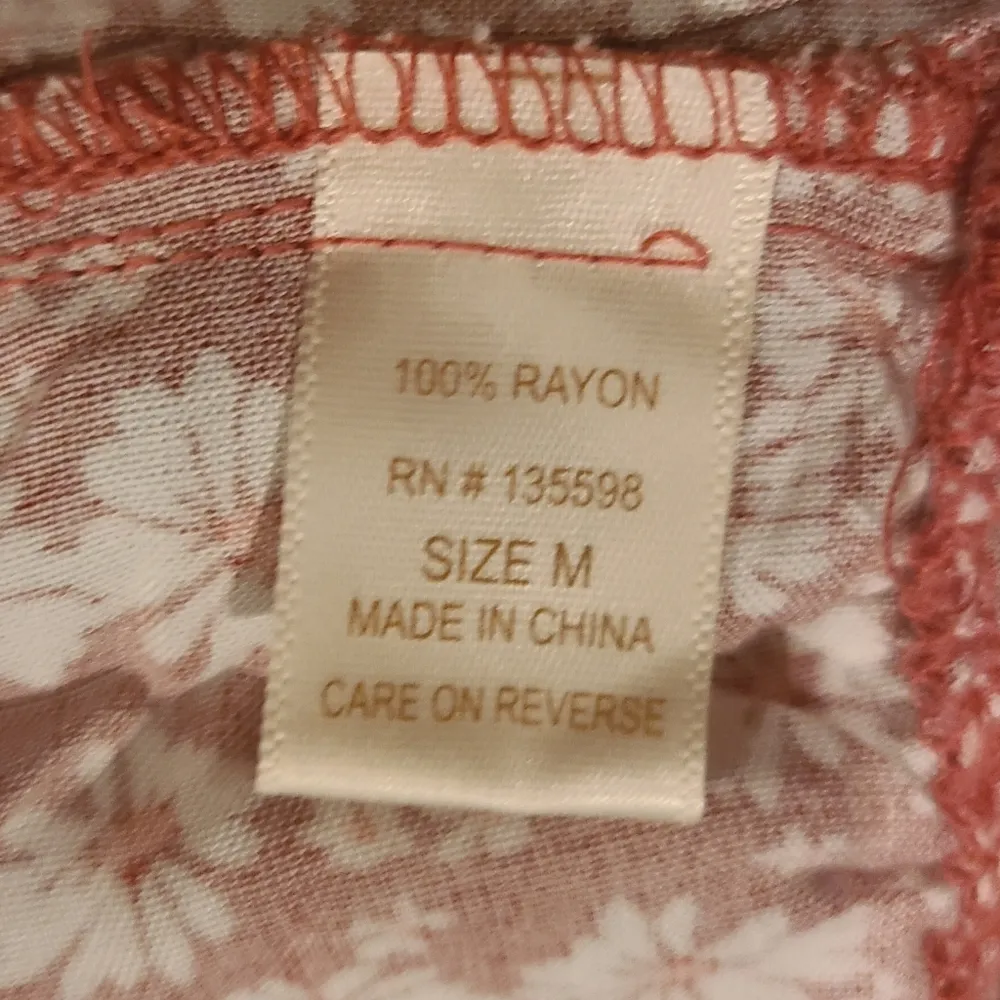 100% RAYON
RN # 135598
SIZE M
MADE IN CHINA
CARE ON REVERSE